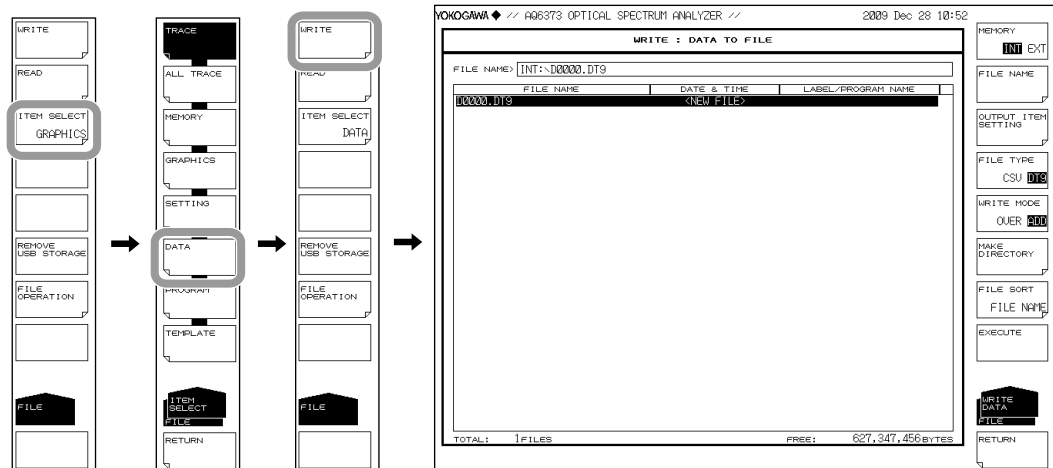 WRITE
READ
ITEM SELECT
GRAPHICS
REMOVE
USB STORAGE
FILE
OPERATION
FILE
TRACE
ALL TRACE
MEMORY
GRAPHICS
SETTING
DATA
PROGRAM
TEMPLATE
ITEM
SELECT
FILE
RETURN
WRITE
READ
ITEM SELECT
DATA
REMOVE
USB STORAGE
FILE
OPERATION
FILE
YOKOGAWA ◆ // AQ6373 OPTICAL SPECTRUM ANALYZER // 2009 Dec 28 10:52
WRITE : DATA TO FILE
FILE NAME> INT:\D0000.DT9
FILE NAME DATE & TIME LABEL/PROGRAM NAME
D0000.DT9 <NEW FILE>
TOTAL: 1FILES FREE: 627,347,456BYTES
MEMORY
INT EXT
FILE NAME
OUTPUT ITEM
SETTING
FILE TYPE
CSV DT9
WRITE MODE
OVER ADD
MAKE
DIRECTORY
FILE SORT
FILE NAME
EXECUTE
WRITE
DATA
FILE
RETURN